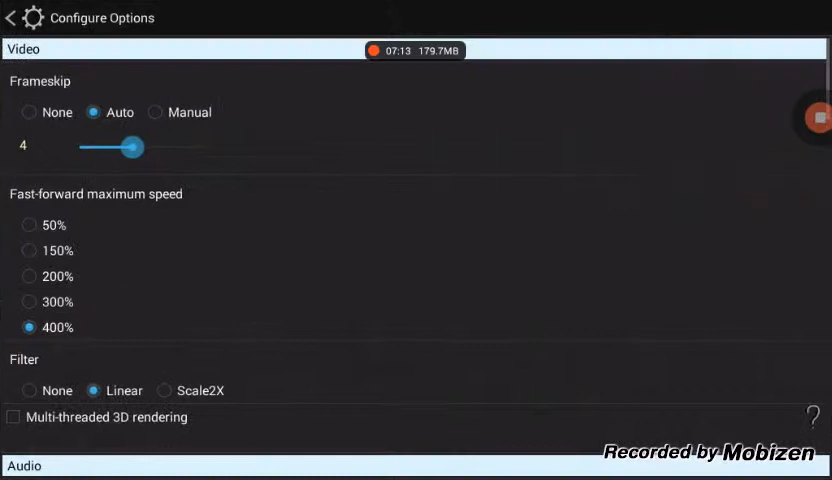 Configure Options
Video
07:13 179.7MB
Frameskip
None Auto Manual
4
Fast-forward maximum speed
50%
150%
200%
300%
400%
Filter
None Linear Scale2X
Multi-threaded 3D rendering
?
Recorded by Mobizen
Audio